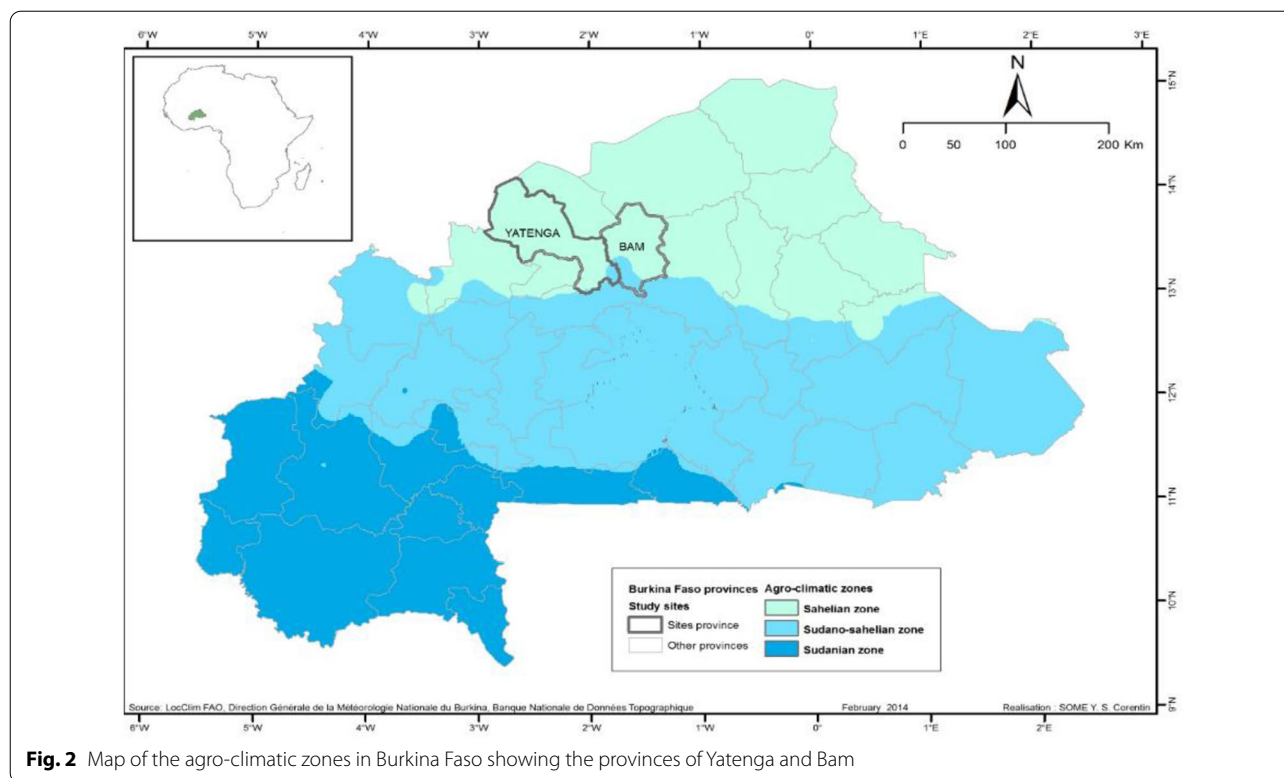 6°W 5°W 4°W 3°W 2°W 1°W 0° 1°E 2°E 3°E
N
0 50 100 200 Km
15°N
14°N
13°N
12°N
11°N
10°N
9°N
YATENGA
BAM
Burkina Faso provinces
Study sites
Sites province
Other provinces
Agro-climatic zones
Sahelian zone
Sudano-sahelian zone
Sudanian zone
Source: LocClim FAO, Direction Générale de la Météorologie Nationale du Burkina, Banque Nationale de Données Topographique February 2014 Realisation : SOME Y. S. Corentin
6°W 5°W 4°W 3°W 2°W 1°W 0° 1°E 2°E
Fig. 2 Map of the agro-climatic zones in Burkina Faso showing the provinces of Yatenga and Bam